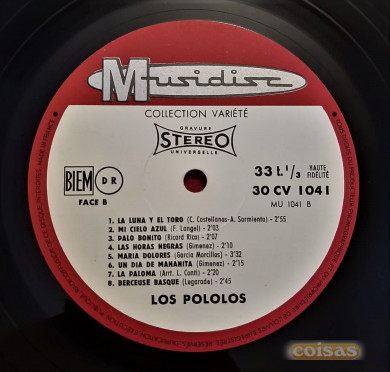 Musidisc
COLLECTION VARIÉTÉ
GRAVURE
STEREO
UNIVERSELLE
BIEM DR
FACE B
33 t. 1/3 HAUTE FIDÉLITÉ
30 CV 1041
MU 1041 B
1. LA LUNA Y EL TORO (C. Castellanos-A. Sarmiento) - 2'55
2. MI CIELO AZUL (F. Langel) - 2'03
3. PALO BONITO (Ricard Rico) - 2'07
4. LAS HORAS NEGRAS (Gimenez) - 2'10
5. MARIA DOLORES (Garcia Morcillas) - 3'32
6. UN DIA DE MANANITA (Gimenez) - 2'15
7. LA PALOMA (Arrt. L. Conti) - 2'20
8. BERCEUSE BASQUE (Legarade) - 2'45
LOS POLOLOS
coisas